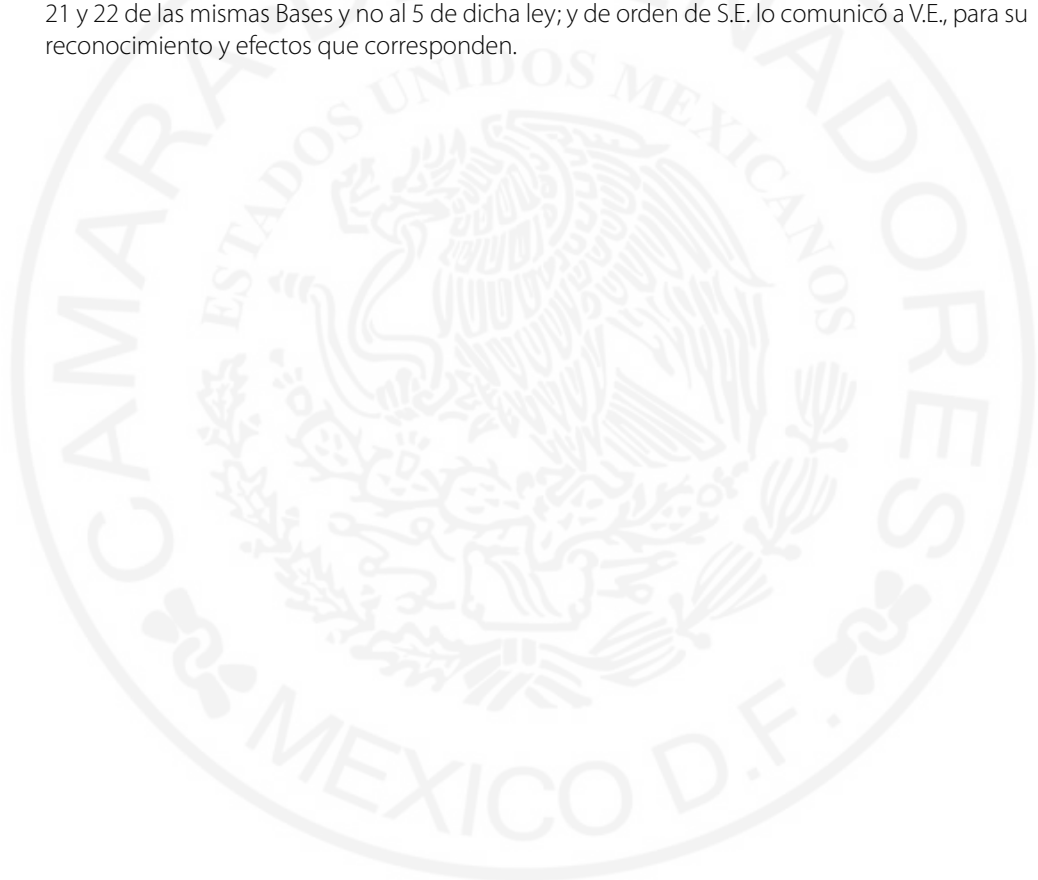 21 y 22 de las mismas Bases y no al 5 de dicha ley; y de orden de S.E. lo comunicó a V.E., para su
reconocimiento y efectos que corresponden.
ESTADOS UNIDOS MEXICANOS
MEXICO D.F.